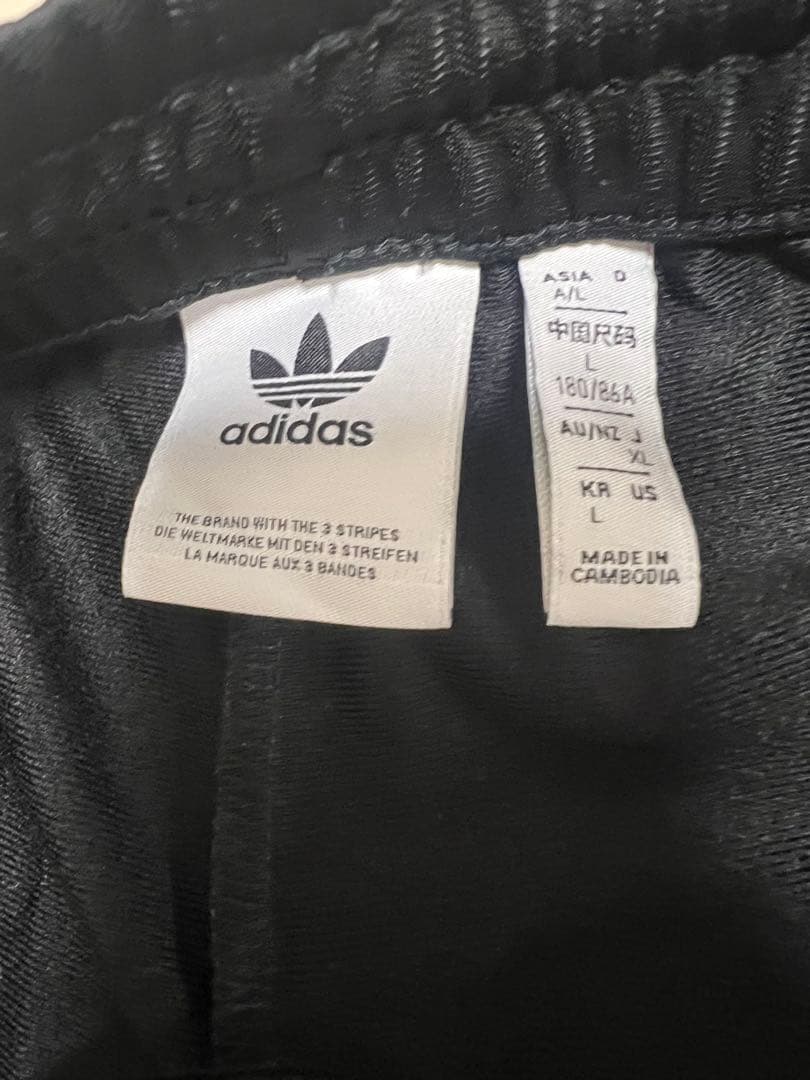 adidas
THE BRAND WITH THE 3 STRIPES
DIE WELTMARKE MIT DEN 3 STREIFEN
LA MARQUE AUX 3 BANDES
ASIA D
A/L
中国尺码
L
180/86A
AU/NZ J
XL
KR US
L
MADE IN
CAMBODIA